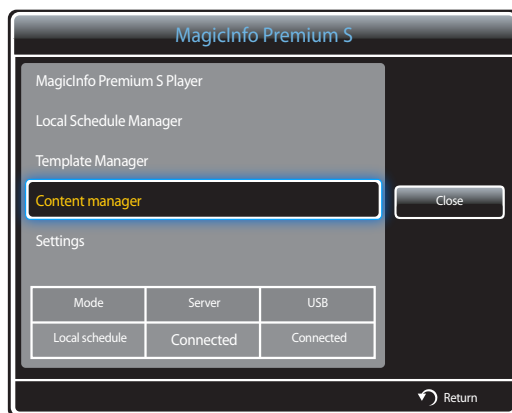 MagicInfo Premium S
MagicInfo Premium S Player
Local Schedule Manager
Template Manager
Content manager
Close
Settings
Mode Server USB
Local schedule Connected Connected
Return